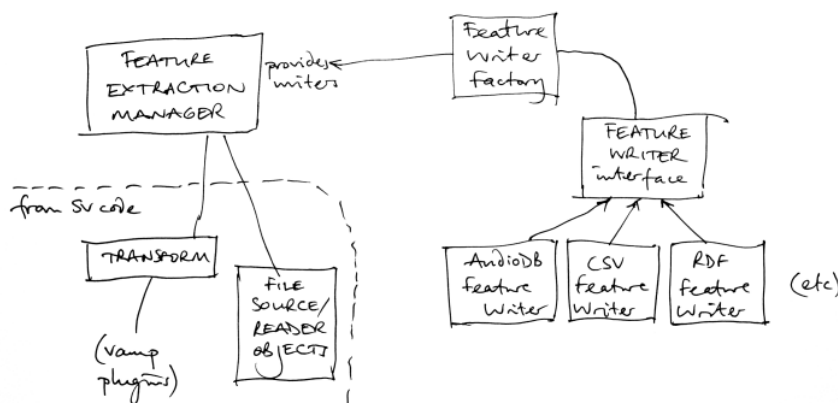 FEATURE
EXTRACTION
MANAGER
provides
writers
Feature
Writer
Factory
FEATURE
WRITER
interface
from SV code
TRANSFORM
FILE
SOURCE/
READER
OBJECTS
(vamp
plugins)
AudioDB
feature
Writer
CSV
feature
Writer
RDF
feature
Writer
(etc)